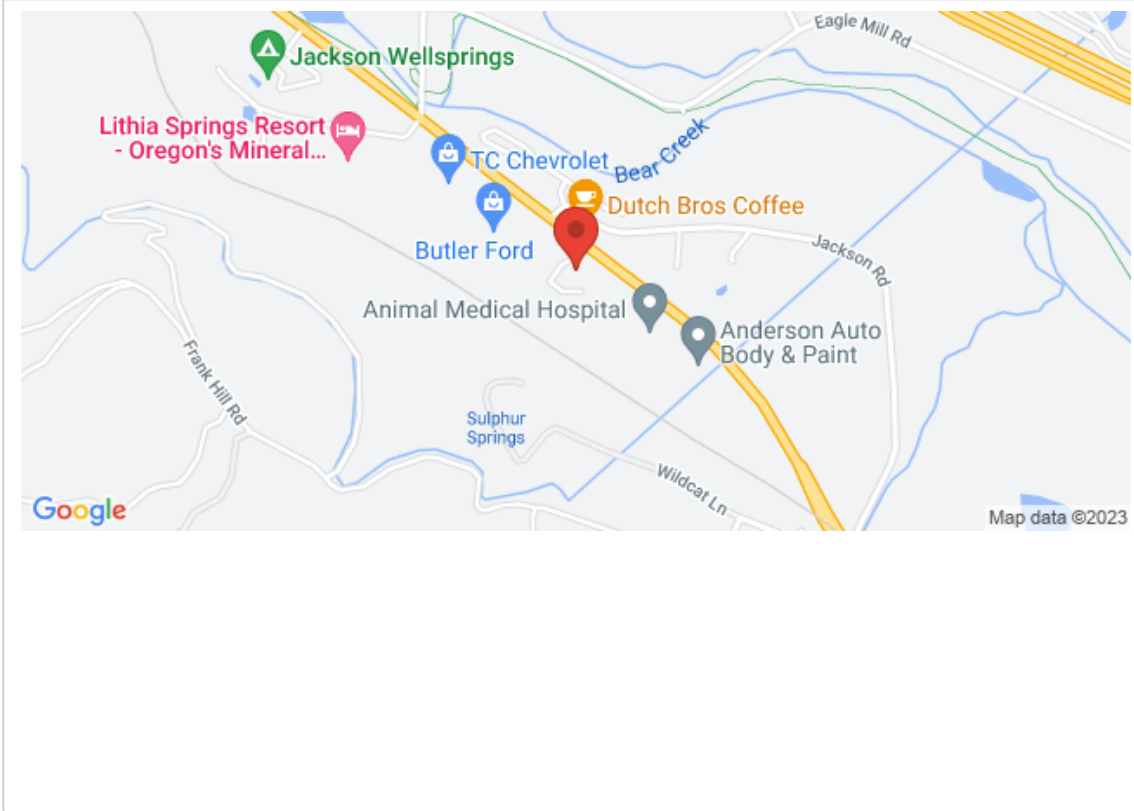 Eagle Mill Rd
Jackson Wellsprings
Lithia Springs Resort
- Oregon's Mineral...
TC Chevrolet
Bear Creek
Dutch Bros Coffee
Butler Ford
Jackson Rd
Animal Medical Hospital
Anderson Auto
Body & Paint
Frank Hill Rd
Sulphur
Springs
Wildcat Ln
Google
Map data ©2023